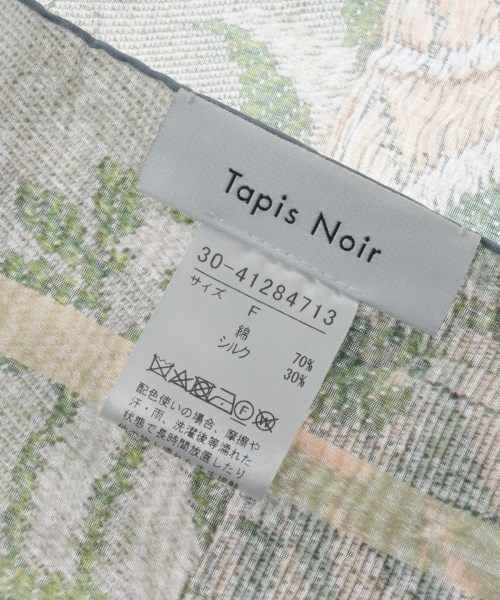 Tapis Noir
30-41284713
サイズ F
綿 70%
シルク 30%
F W
配色使いの場合、摩擦や
汗・雨、洗濯後等濡れた
状態で長時間放置したり